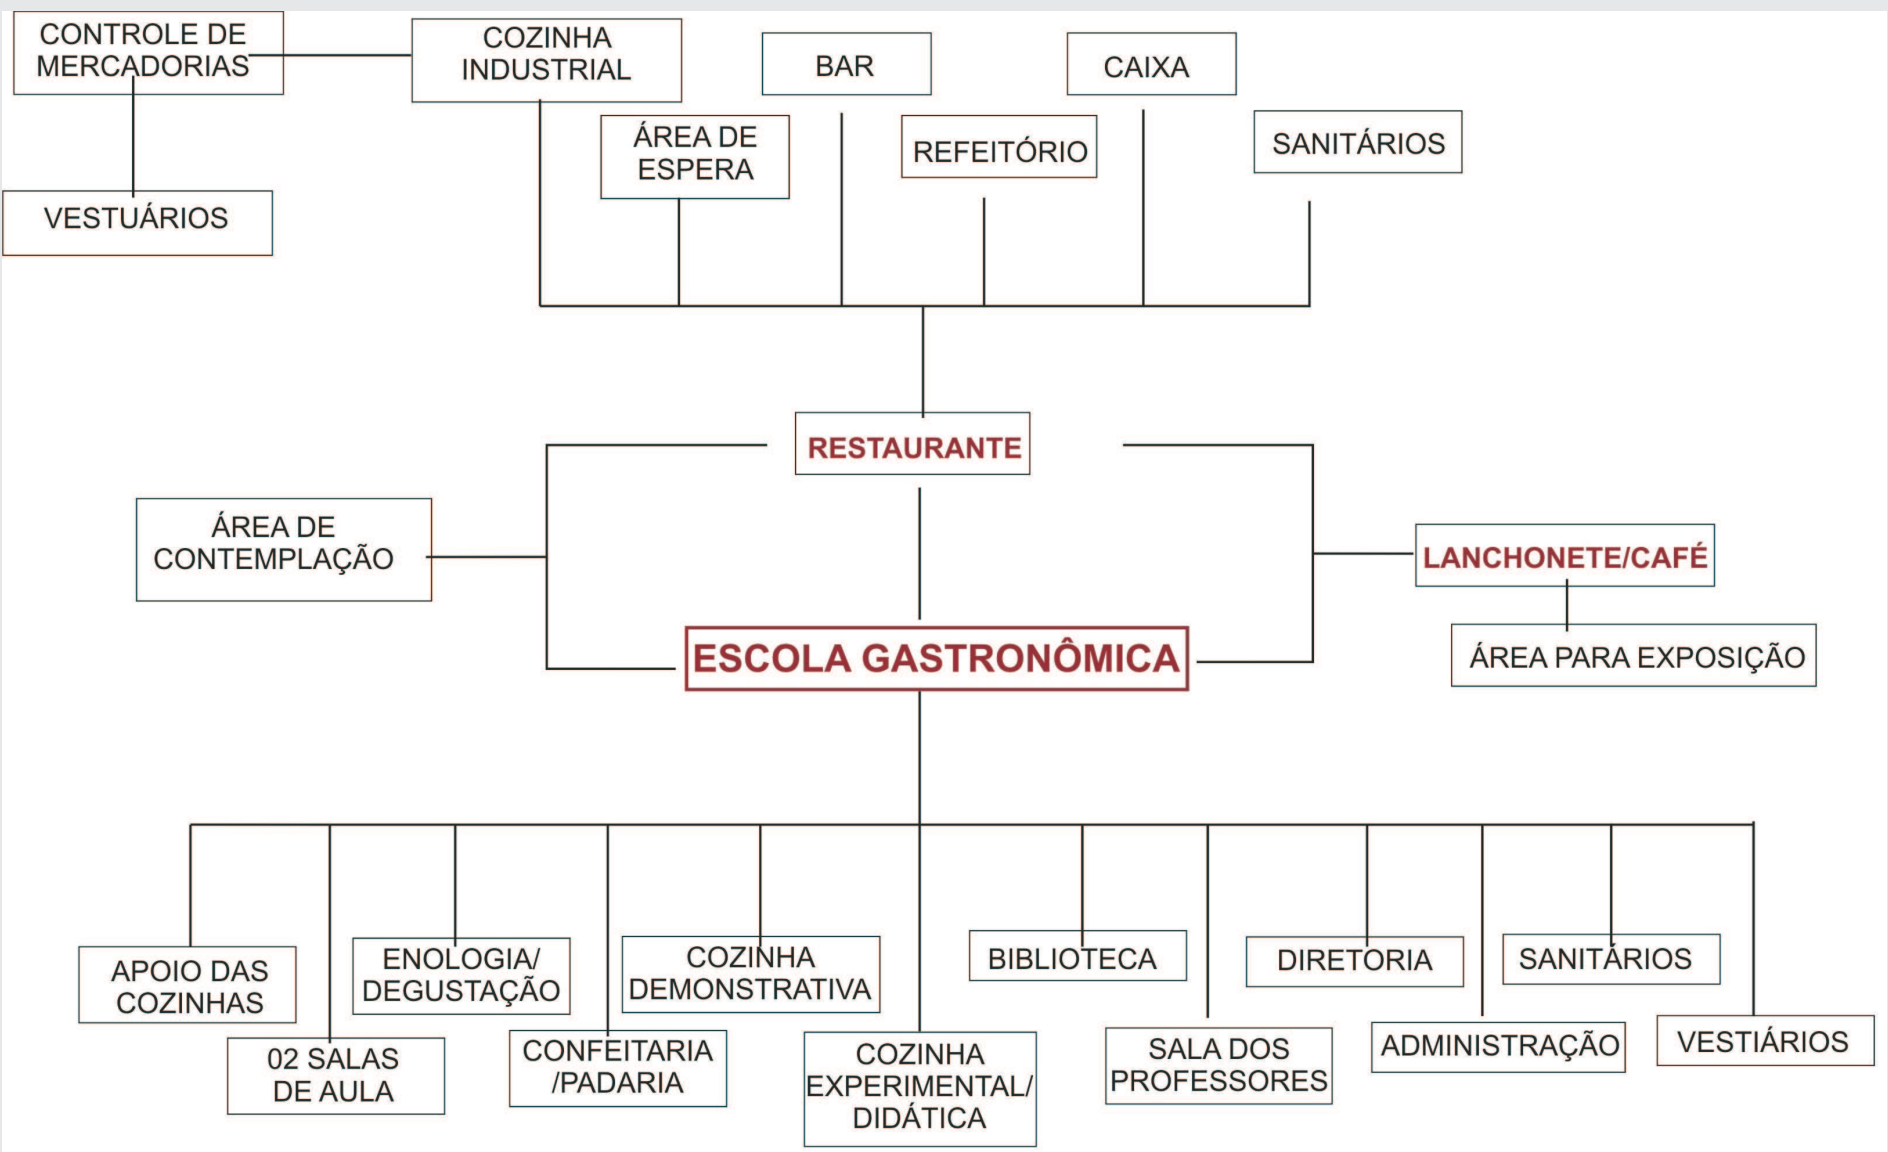 CONTROLE DE
MERCADORIAS
COZINHA
INDUSTRIAL
BAR
CAIXA
ÁREA DE
ESPERA
REFEITÓRIO
SANITÁRIOS
VESTUÁRIOS
RESTAURANTE
ÁREA DE
CONTEMPLAÇÃO
LANCHONETE/CAFÉ
ESCOLA GASTRONÔMICA
ÁREA PARA EXPOSIÇÃO
APOIO DAS
COZINHAS
02 SALAS
DE AULA
ENOLOGIA/
DEGUSTAÇÃO
CONFEITARIA
/PADARIA
COZINHA
DEMONSTRATIVA
COZINHA
EXPERIMENTAL/
DIDÁTICA
BIBLIOTECA
SALA DOS
PROFESSORES
DIRETORIA
ADMINISTRAÇÃO
SANITÁRIOS
VESTIÁRIOS